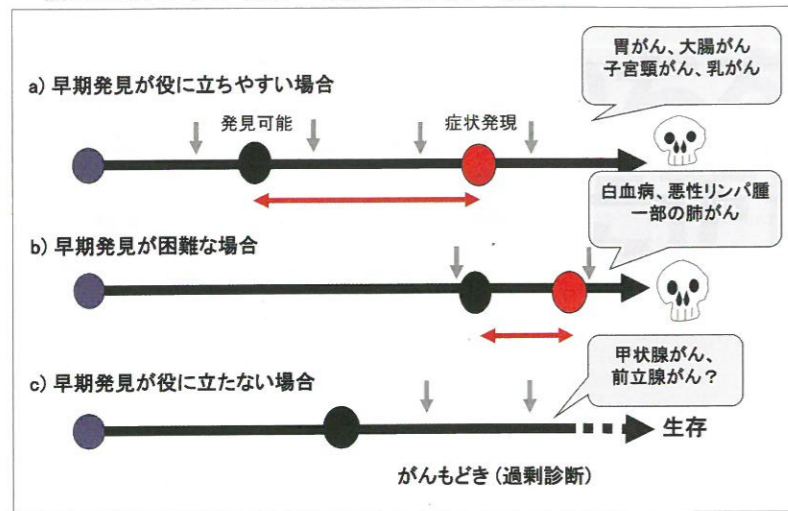 胃がん、大腸がん
子宮頸がん、乳がん
a) 早期発見が役に立ちやすい場合
発見可能
症状発現
白血病、悪性リンパ腫
一部の肺がん
b) 早期発見が困難な場合
甲状腺がん、
前立腺がん？
c) 早期発見が役に立たない場合
生存
がんもどき (過剰診断)